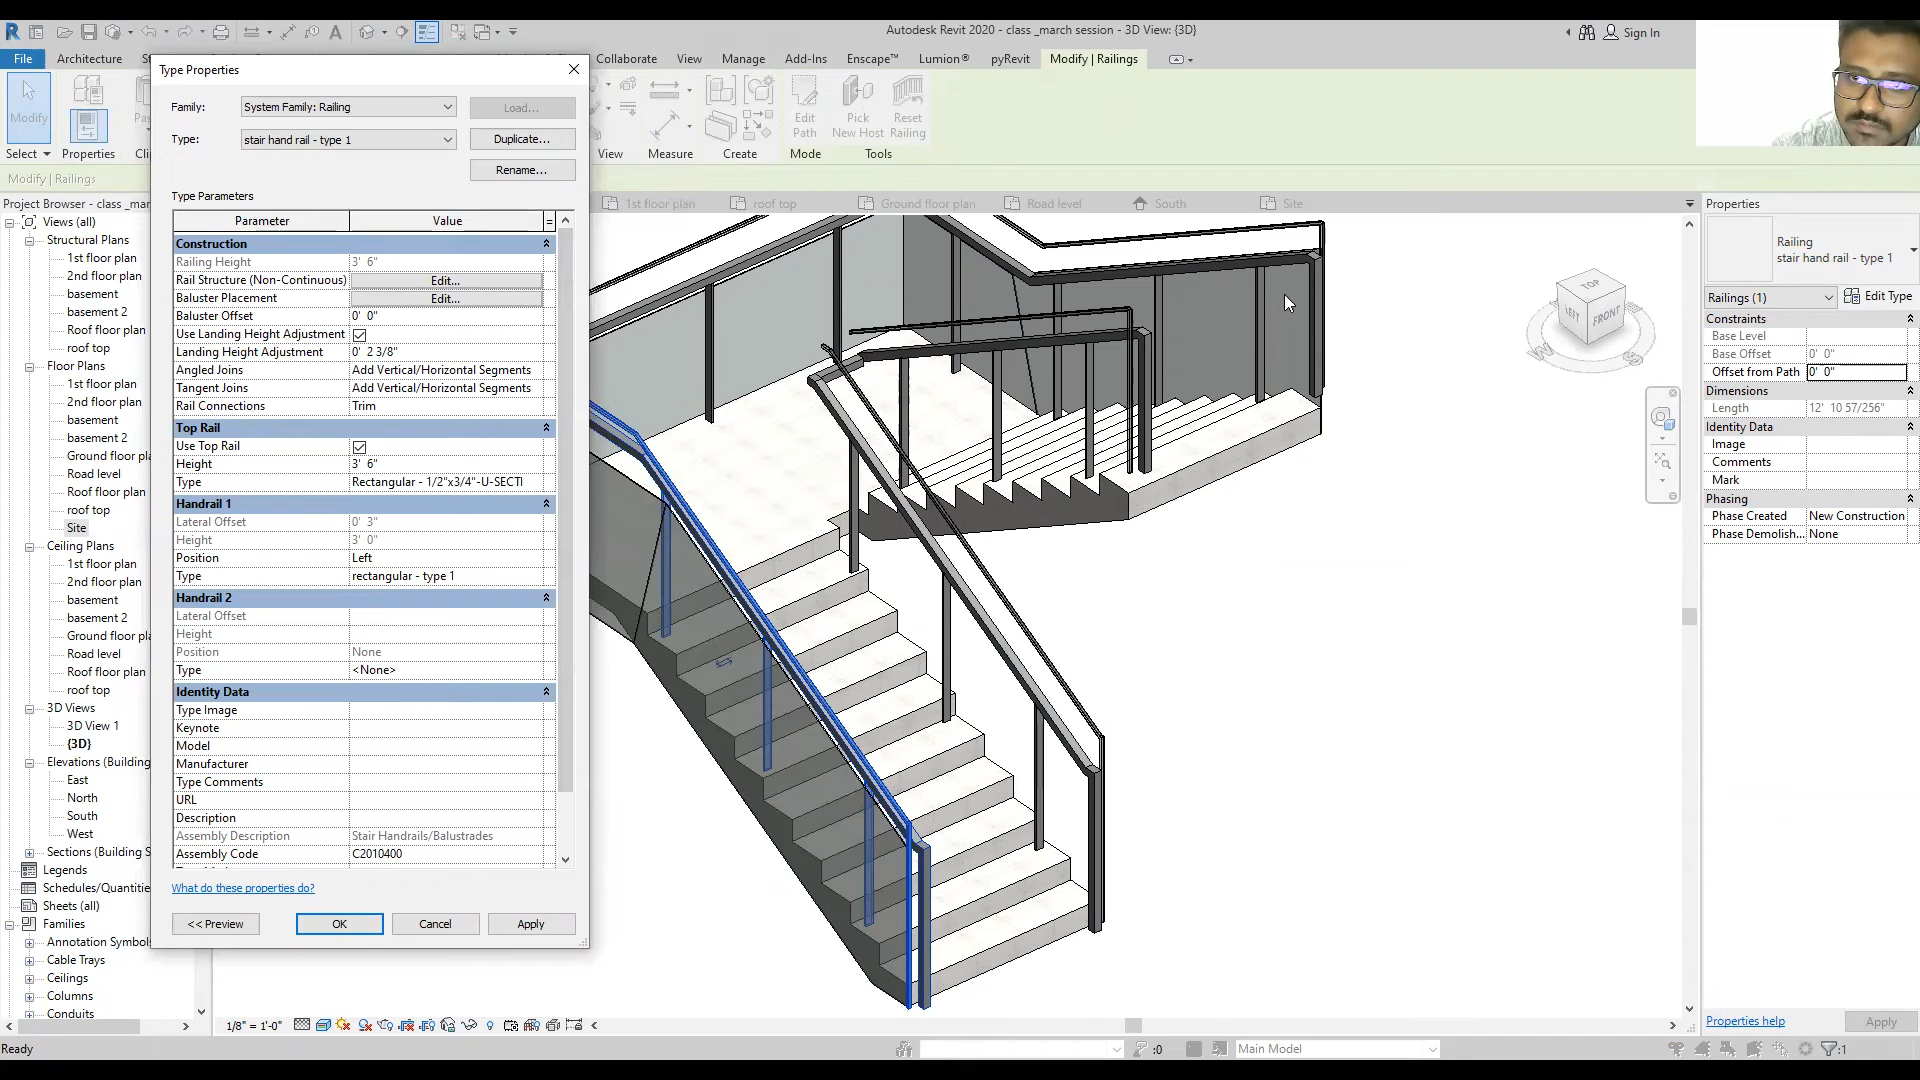 Autodesk Revit 2020 - class _march session - 3D View: {3D}
Sign In
File
Architecture
Collaborate
View
Manage
Add-Ins
Enscape™
Lumion®
pyRevit
Modify | Railings
Modify
Select
Properties
View
Measure
Create
Edit
Path
Mode
Pick
New Host
Reset
Railing
Tools
Modify | Railings
Type Properties
Family:
System Family: Railing
Load...
Type:
stair hand rail - type 1
Duplicate...
Rename...
Type Parameters
Parameter
Value
=
Construction
Railing Height
3' 6"
Rail Structure (Non-Continuous)
Edit...
Baluster Placement
Edit...
Baluster Offset
0' 0"
Use Landing Height Adjustment
Landing Height Adjustment
0' 2 3/8"
Angled Joins
Add Vertical/Horizontal Segments
Tangent Joins
Add Vertical/Horizontal Segments
Rail Connections
Trim
Top Rail
Use Top Rail
Height
3' 6"
Type
Rectangular - 1/2"x3/4"-U-SECTI
Handrail 1
Lateral Offset
0' 3"
Height
3' 0"
Position
Left
Type
rectangular - type 1
Handrail 2
Lateral Offset
Height
Position
None
Type
<None>
Identity Data
Type Image
Keynote
Model
Manufacturer
Type Comments
URL
Description
Assembly Description
Stair Handrails/Balustrades
Assembly Code
C2010400
What do these properties do?
<< Preview
OK
Cancel
Apply
Project Browser - class _mar
Views (all)
Structural Plans
1st floor plan
2nd floor plan
basement
basement 2
Roof floor plan
roof top
Floor Plans
1st floor plan
2nd floor plan
basement
basement 2
Ground floor pl
Road level
Roof floor plan
roof top
Site
Ceiling Plans
1st floor plan
2nd floor plan
basement
basement 2
Ground floor pl
Road level
Roof floor plan
roof top
3D Views
3D View 1
{3D}
Elevations (Building
East
North
South
West
Sections (Building S
Legends
Schedules/Quantities
Sheets (all)
Families
Annotation Symbols
Cable Trays
Ceilings
Columns
Conduits
1st floor plan
roof top
Ground floor plan
Road level
South
Site
TOP
LEFT
FRONT
W
S
Properties
Railing
stair hand rail - type 1
Railings (1)
Edit Type
Constraints
Base Level
Base Offset
0' 0"
Offset from Path
0' 0"
Dimensions
Length
12' 10 57/256"
Identity Data
Image
Comments
Mark
Phasing
Phase Created
New Construction
Phase Demolish...
None
Properties help
Apply
1/8" = 1'-0"
Ready
:0
Main Model
:1